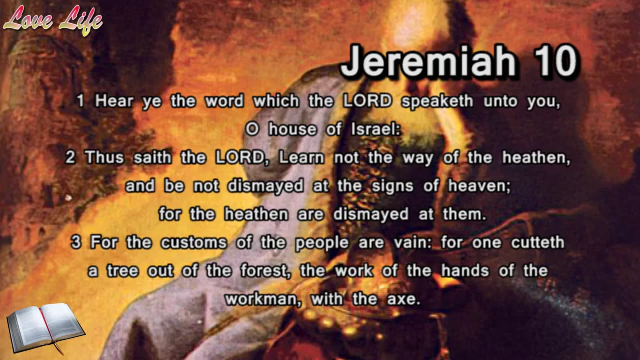 Love Life
Jeremiah 10
1 Hear ye the word which the LORD speaketh unto you,
O house of Israel:
2 Thus saith the LORD, Learn not the way of the heathen,
and be not dismayed at the signs of heaven;
for the heathen are dismayed at them.
3 For the customs of the people are vain: for one cutteth
a tree out of the forest, the work of the hands of the
workman, with the axe.